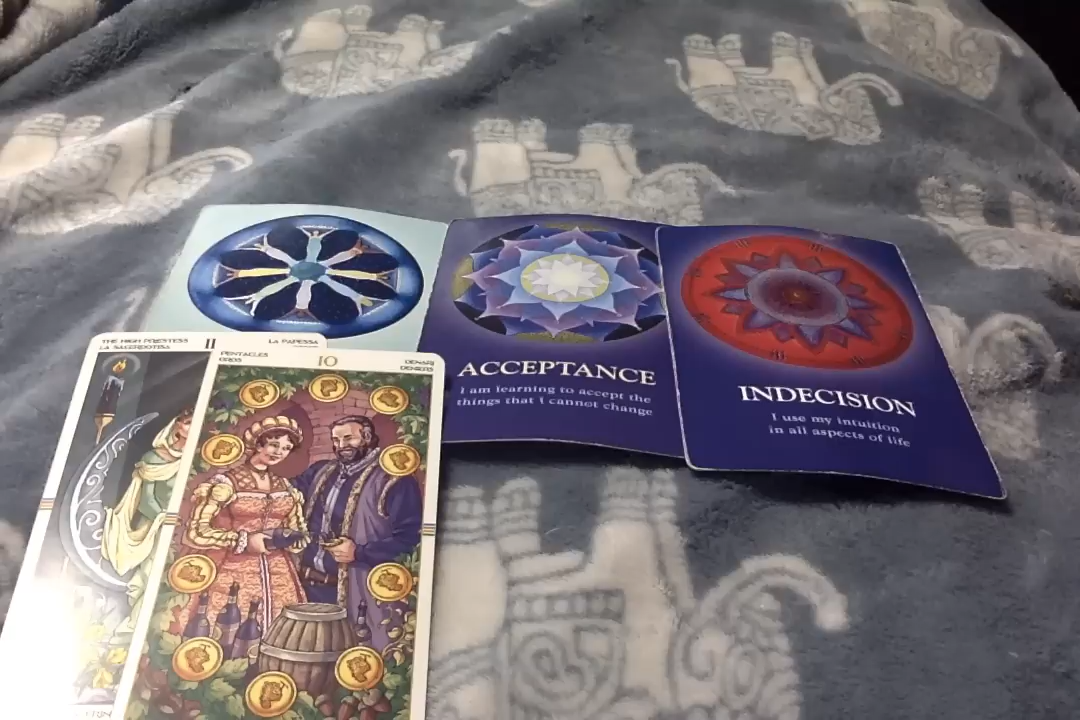 THE HIGH PRIESTESS
LA SACERDOTISA
II
LA PAPESSA
PENTACLES
OROS
10
DENARI
DENIERS
ACCEPTANCE
I am learning to accept the
things that I cannot change
INDECISION
I use my intuition
in all aspects of life